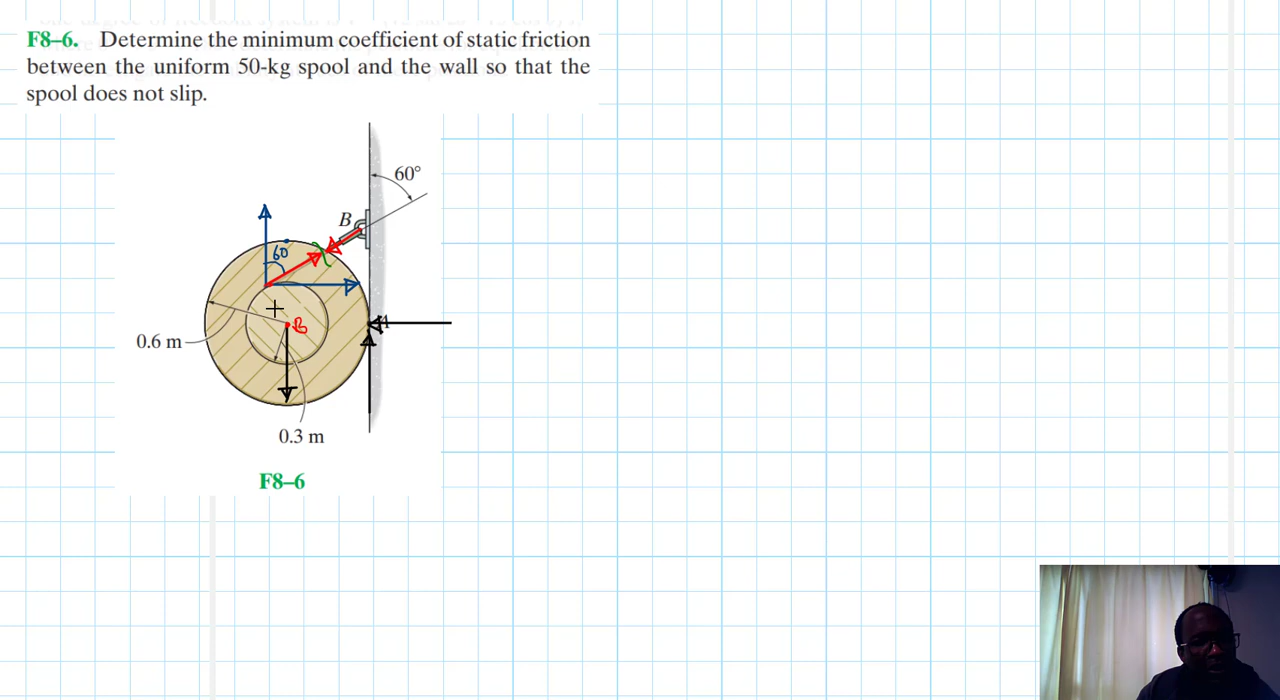 F8–6. Determine the minimum coefficient of static friction
between the uniform 50-kg spool and the wall so that the
spool does not slip.
60°
B
60°
B
0.6 m
0.3 m
F8–6